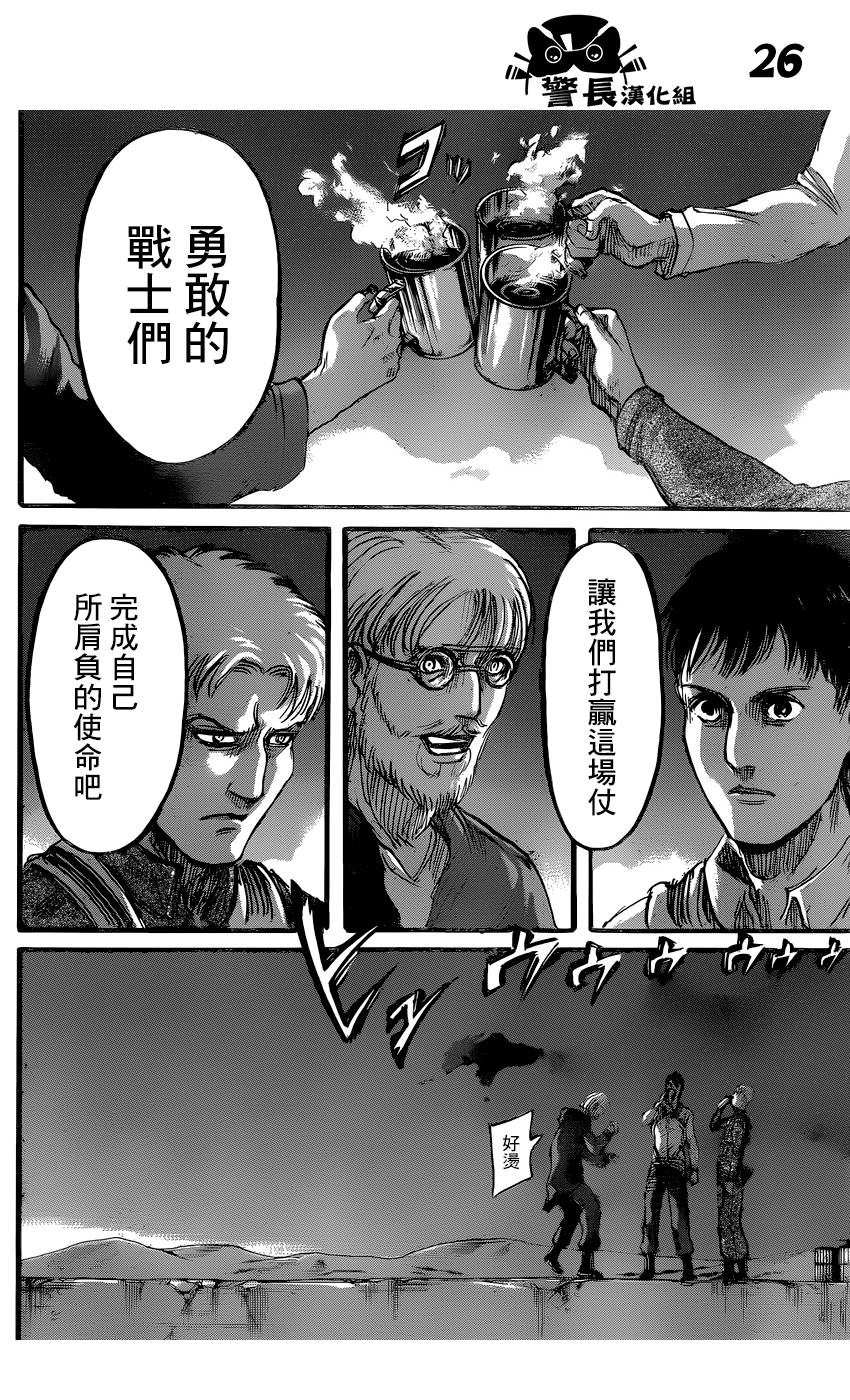 警長漢化組
26
コッ
勇敢的
戰士們
讓我們打贏這場仗
完成自己
所肩負的使命吧
ビュウウウウウウ
好燙